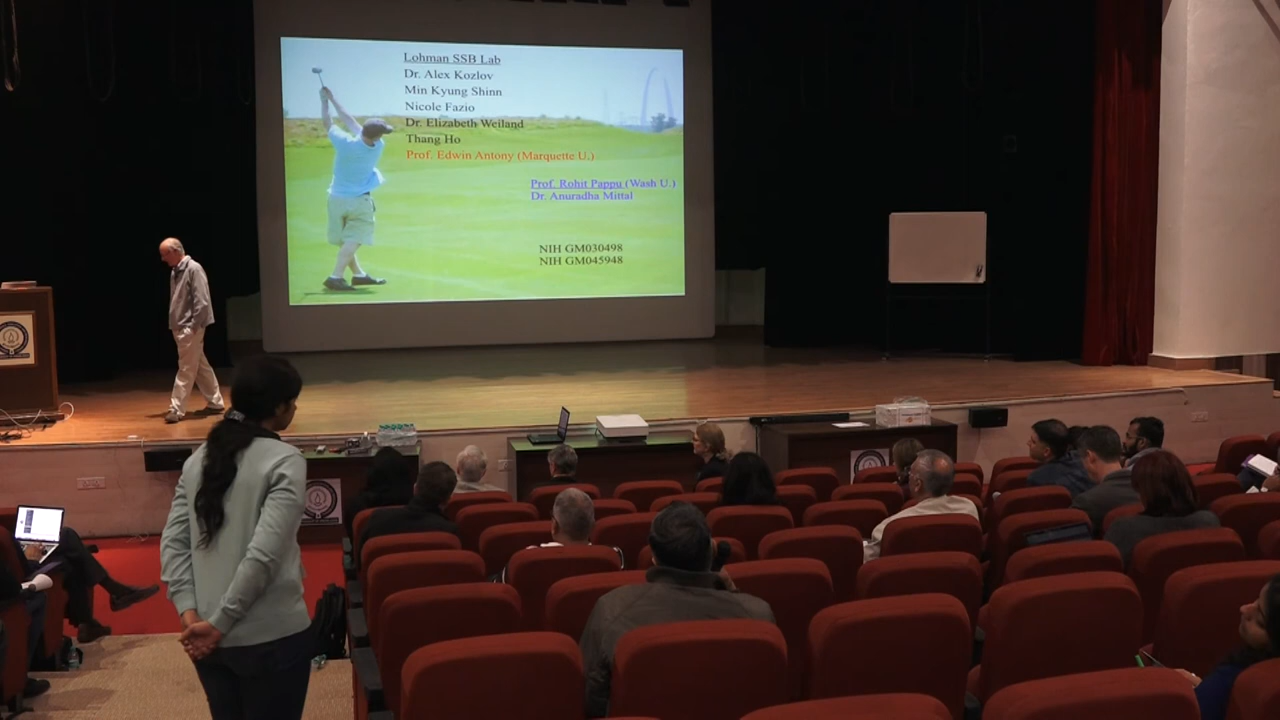 Lohman SSB Lab
Dr. Alex Kozlov
Min Kyung Shinn
Nicole Fazio
Dr. Elizabeth Weiland
Thang Ho
Prof. Edwin Antony (Marquette U.)
Prof. Rohit Pappu (Wash U.)
Dr. Anuradha Mittal
NIH GM030498
NIH GM045948